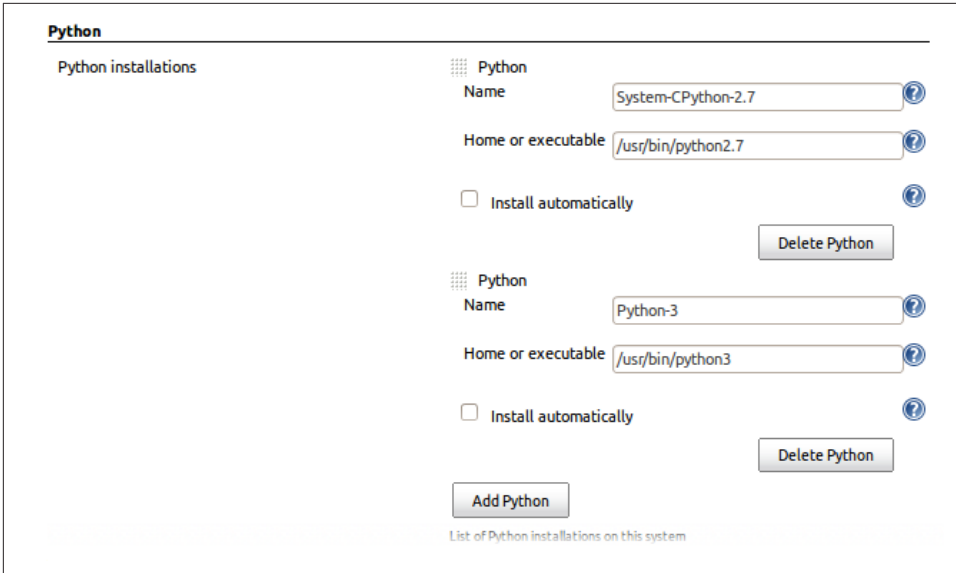 Python
Python installations
Python
Name
System-CPython-2.7
Home or executable
/usr/bin/python2.7
Install automatically
Delete Python
Python
Name
Python-3
Home or executable
/usr/bin/python3
Install automatically
Delete Python
Add Python
List of Python installations on this system